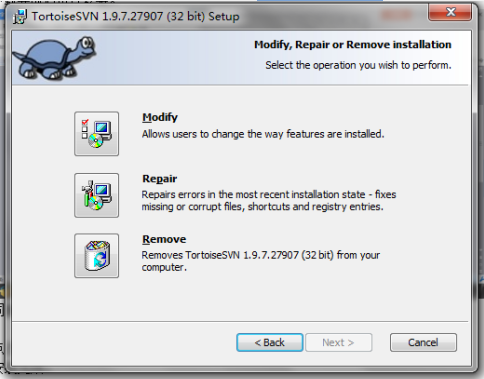 TortoiseSVN 1.9.7.27907 (32 bit) Setup
Modify, Repair or Remove installation
Select the operation you wish to perform.
Modify
Allows users to change the way features are installed.
Repair
Repairs errors in the most recent installation state - fixes
missing or corrupt files, shortcuts and registry entries.
Remove
Removes TortoiseSVN 1.9.7.27907 (32 bit) from your
computer.
< Back
Next >
Cancel